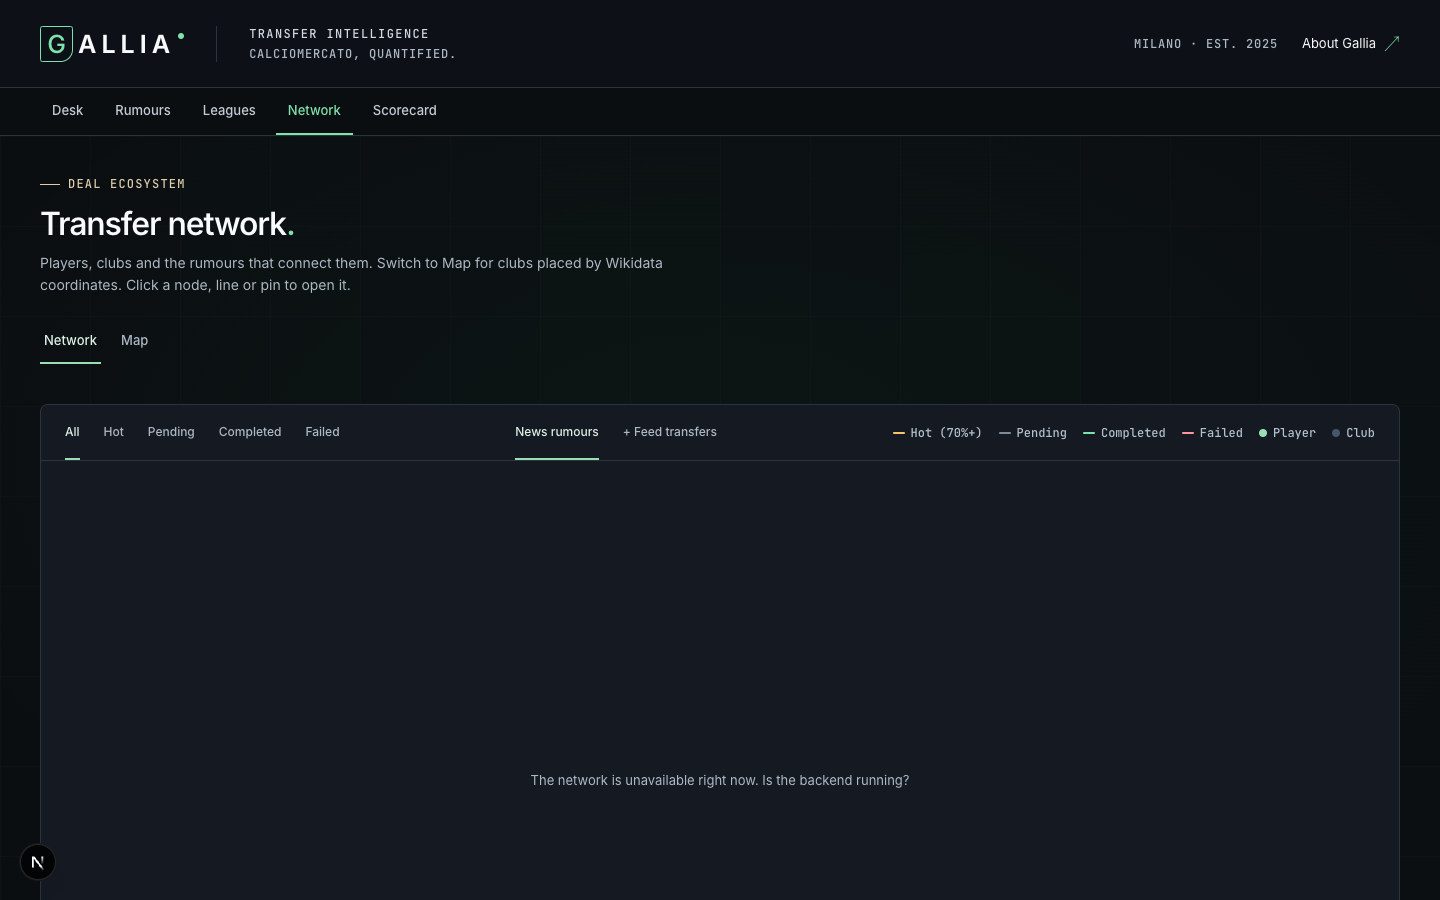 GALLIA
TRANSFER INTELLIGENCE
CALCIOMERCATO, QUANTIFIED.
MILANO · EST. 2025
About Gallia
Desk
Rumours
Leagues
Network
Scorecard
DEAL ECOSYSTEM
Transfer network.
Players, clubs and the rumours that connect them. Switch to Map for clubs placed by Wikidata
coordinates. Click a node, line or pin to open it.
Network
Map
All
Hot
Pending
Completed
Failed
News rumours
+ Feed transfers
Hot (70%+)
Pending
Completed
Failed
Player
Club
The network is unavailable right now. Is the backend running?
N